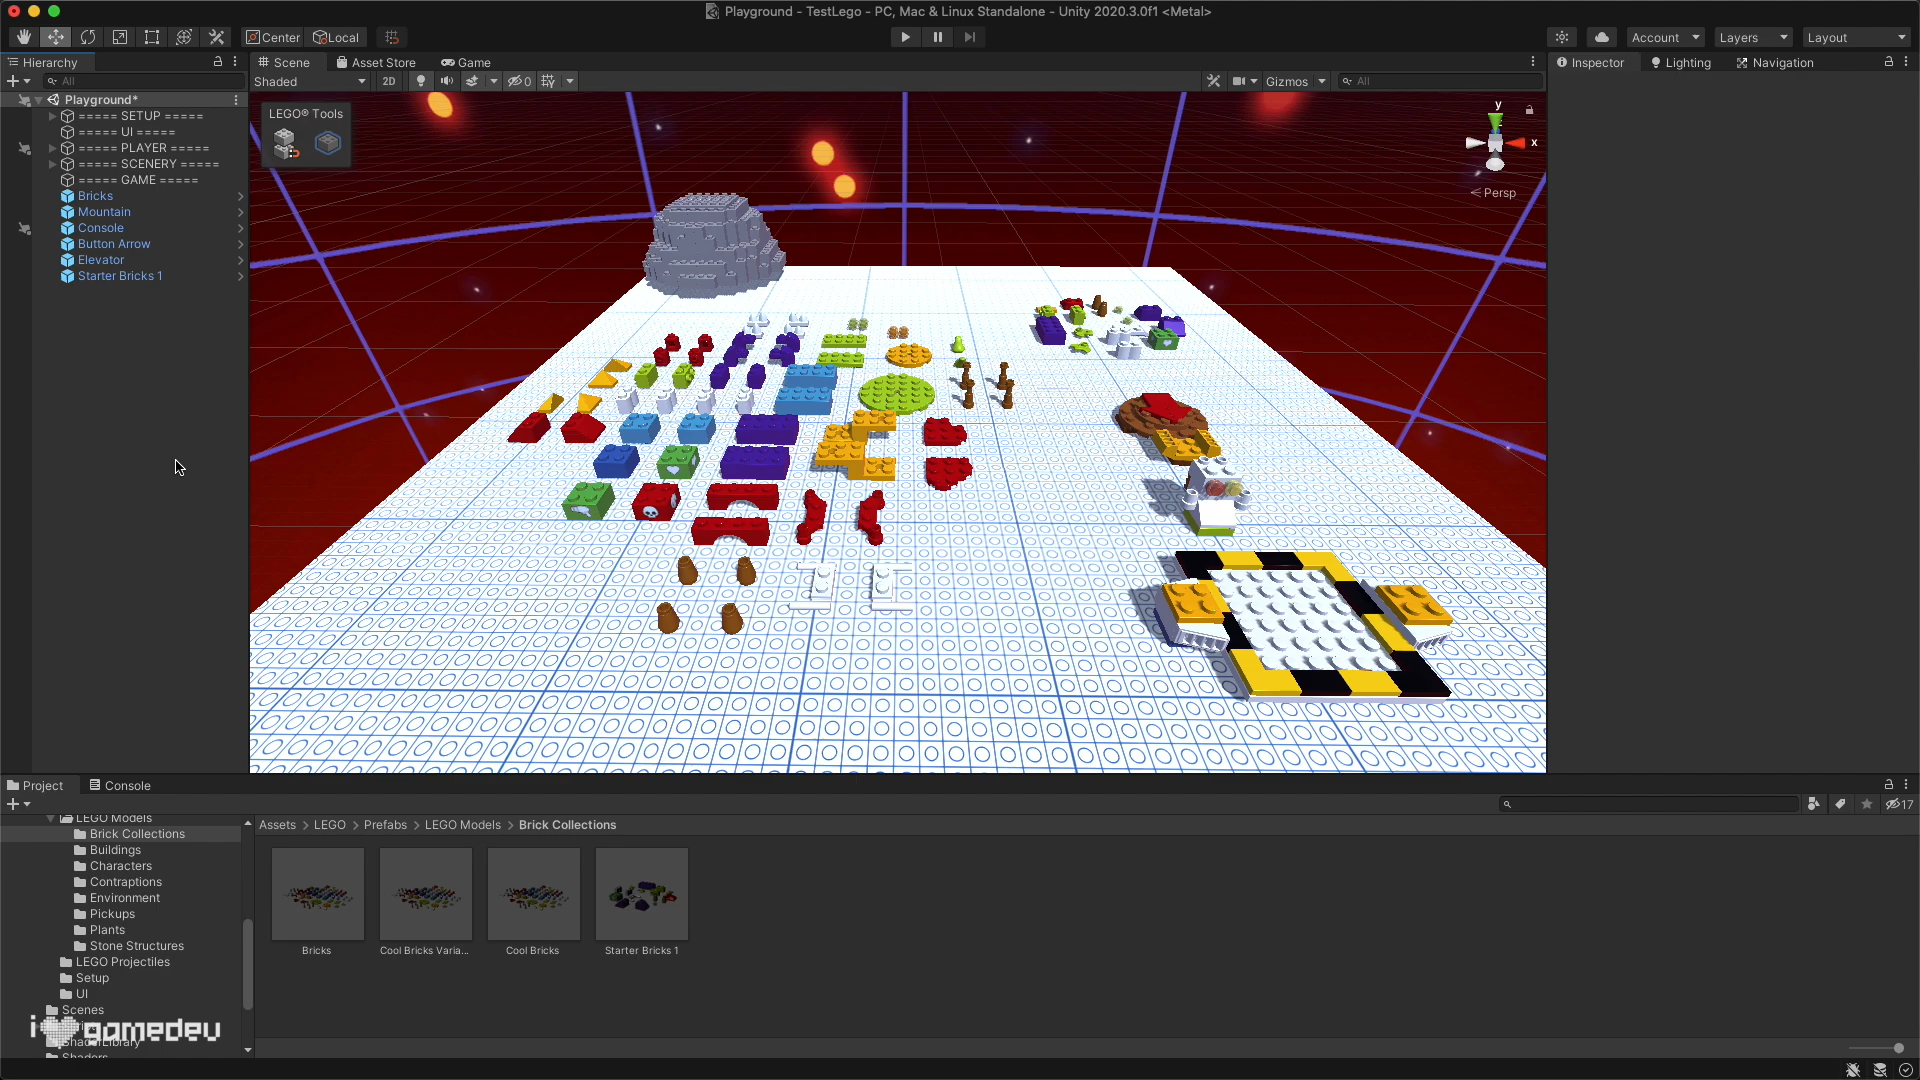 Playground - TestLego - PC, Mac & Linux Standalone - Unity 2020.3.0f1 <Metal>
Center
Local
Account
Layers
Layout
Hierarchy
Scene
Asset Store
Game
Inspector
Lighting
Navigation
All
Shaded
2D
0
Gizmos
All
Playground*
===== SETUP =====
===== UI =====
===== PLAYER =====
===== SCENERY =====
===== GAME =====
Bricks
Mountain
Console
Button Arrow
Elevator
Starter Bricks 1
LEGO® Tools
y
x
Persp
Project
Console
17
LEGO Models
Brick Collections
Buildings
Characters
Contraptions
Environment
Pickups
Plants
Stone Structures
LEGO Projectiles
Setup
UI
Scenes
ShaderLibrary
Shaders
Assets > LEGO > Prefabs > LEGO Models > Brick Collections
Bricks
Cool Bricks Varia...
Cool Bricks
Starter Bricks 1
i gamedev